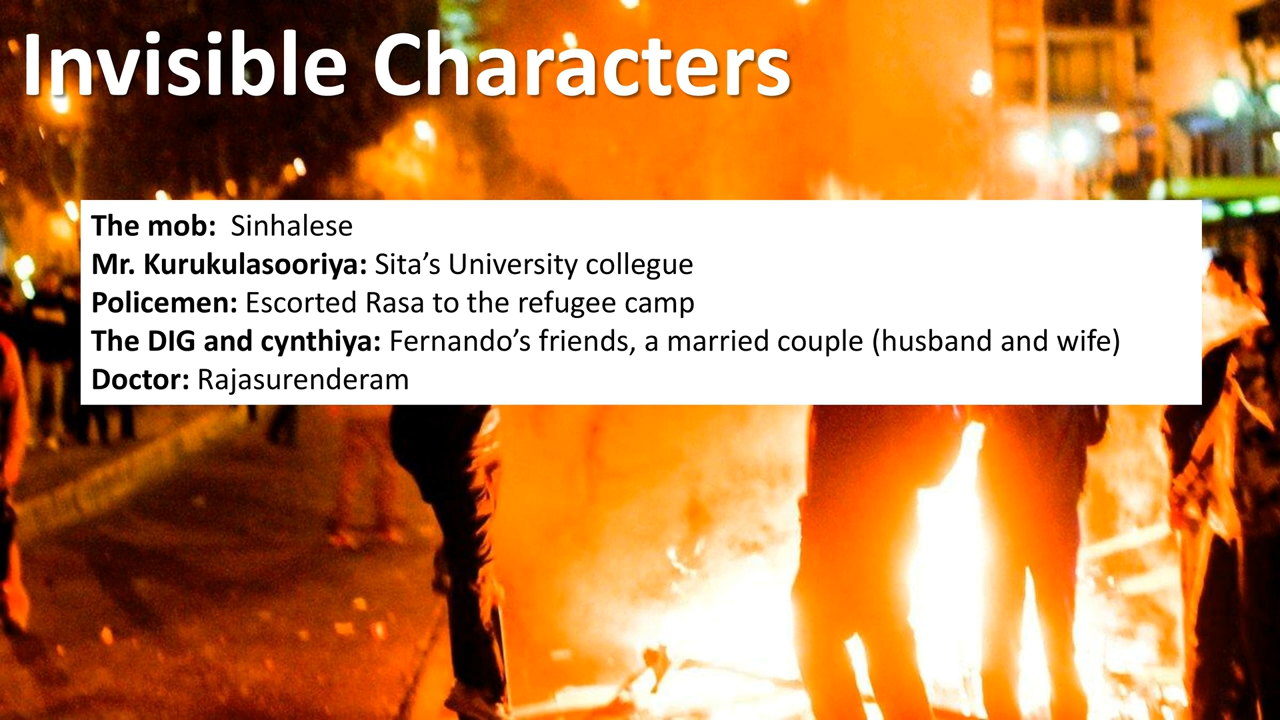 Invisible Characters
The mob:  Sinhalese
Mr. Kurukulasooriya: Sita’s University collegue
Policemen: Escorted Rasa to the refugee camp
The DIG and cynthiya: Fernando’s friends, a married couple (husband and wife)
Doctor: Rajasurenderam